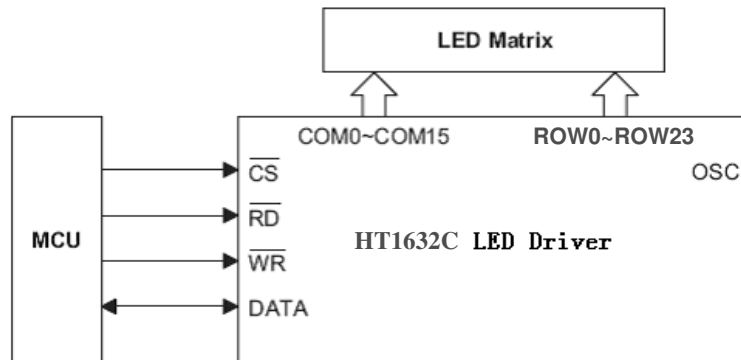 LED Matrix
COM0~COM15 ROW0~ROW23
OSC
CS
RD
MCU
HT1632C LED Driver
WR
DATA